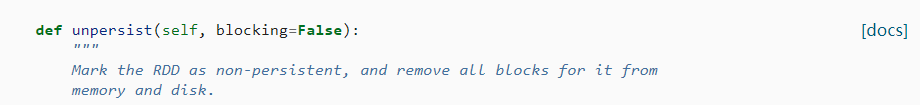 def unpersist(self, blocking=False): [docs]
"""
Mark the RDD as non-persistent, and remove all blocks for it from
memory and disk.